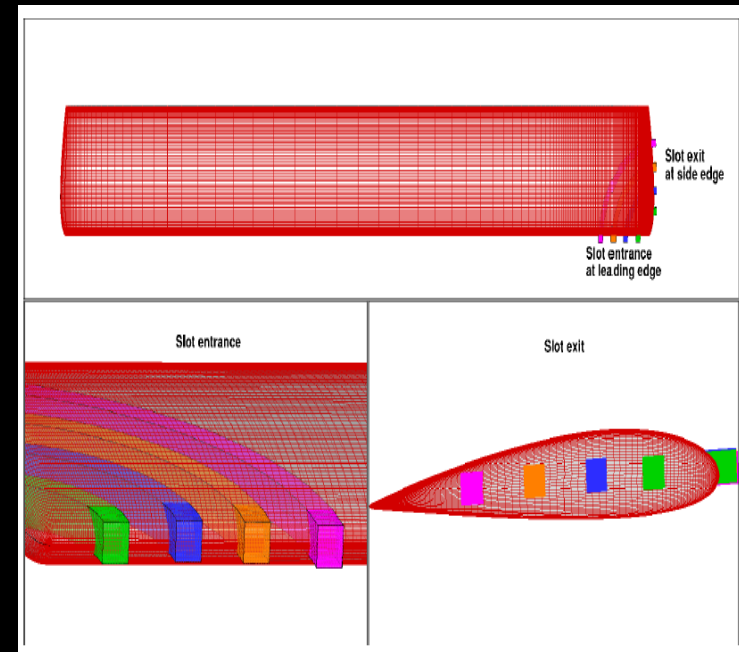 Slot exit
at side edge
Slot entrance
at leading edge
Slot entrance
Slot exit